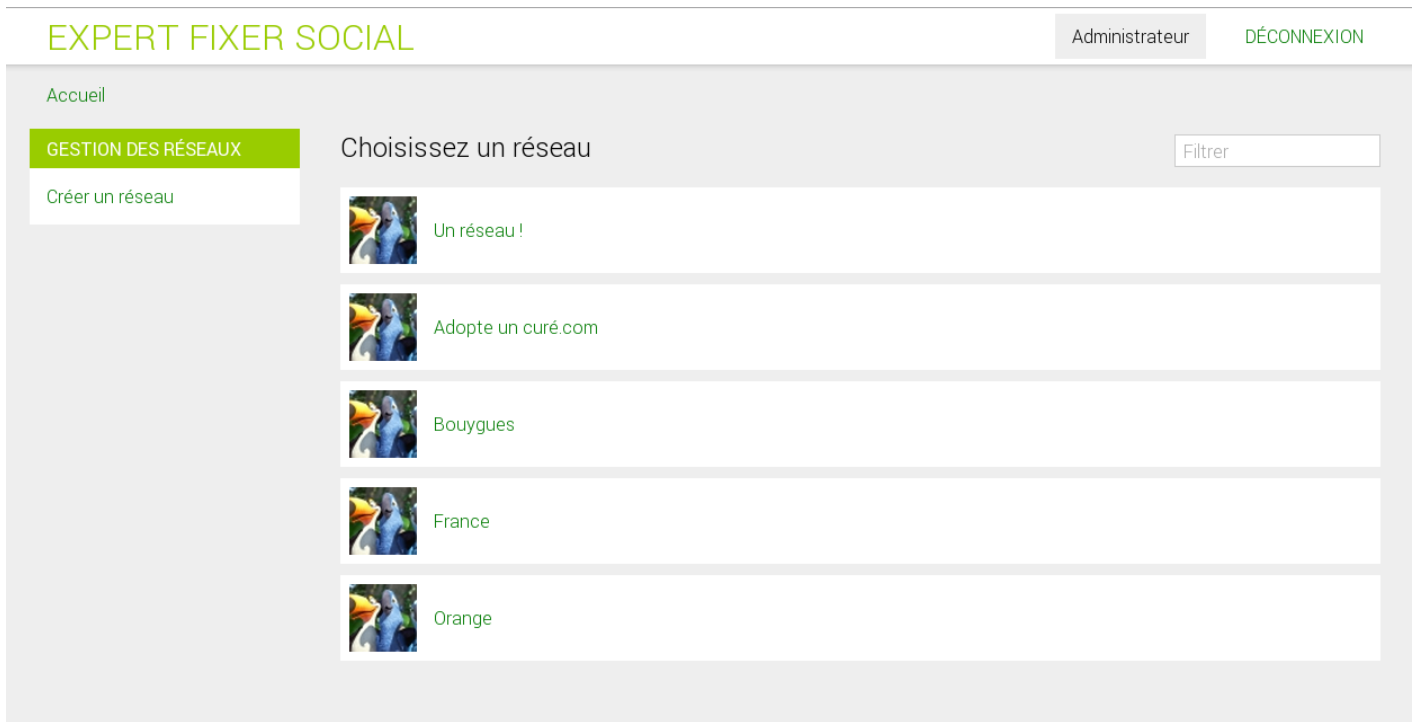 EXPERT FIXER SOCIAL
Administrateur
DÉCONNEXION
Accueil
GESTION DES RÉSEAUX
Créer un réseau
Choisissez un réseau
Filtrer
Un réseau !
Adopte un curé.com
Bouygues
France
Orange